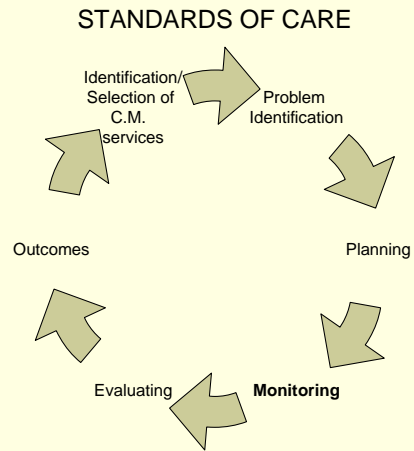 STANDARDS OF CARE
Identification/
Selection of
C.M.
services
Problem
Identification
Planning
Monitoring
Evaluating
Outcomes